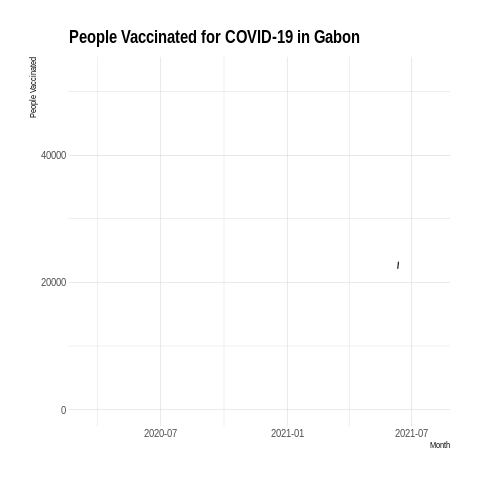 People Vaccinated for COVID-19 in Gabon
People Vaccinated
40000
20000
0
2020-07
2021-01
2021-07
Month